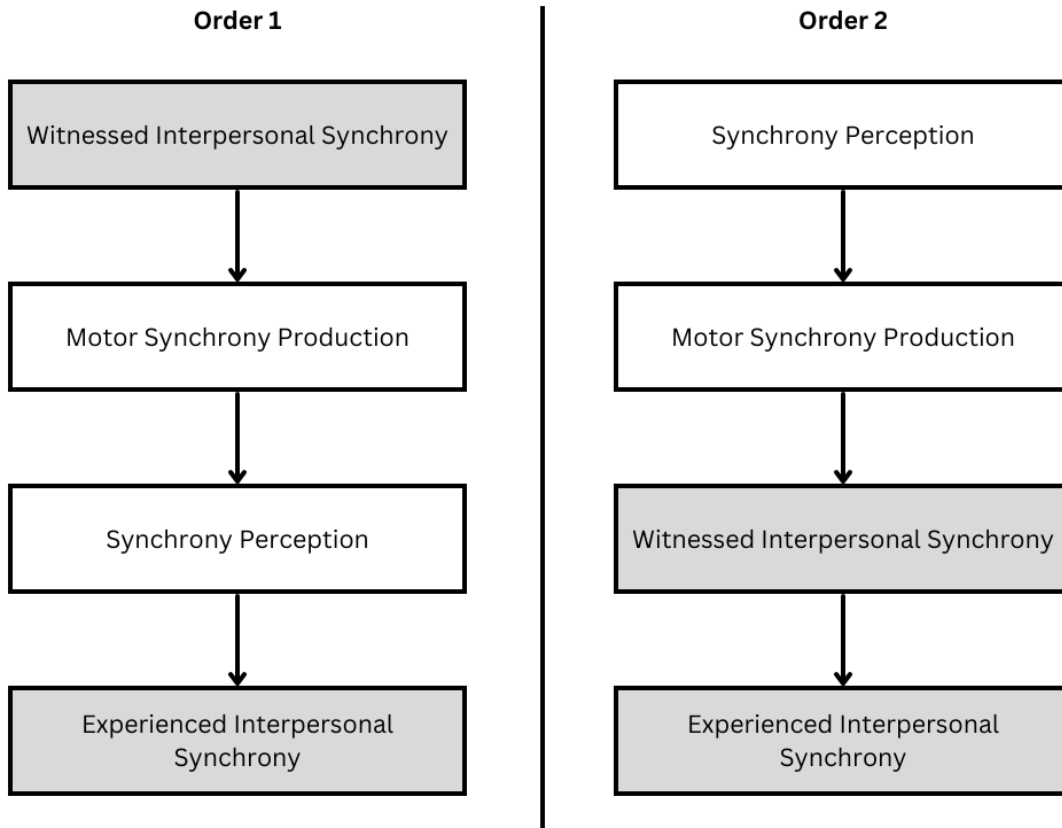 Order 1
Witnessed Interpersonal Synchrony
Motor Synchrony Production
Synchrony Perception
Experienced Interpersonal
Synchrony
Order 2
Synchrony Perception
Motor Synchrony Production
Witnessed Interpersonal Synchrony
Experienced Interpersonal
Synchrony